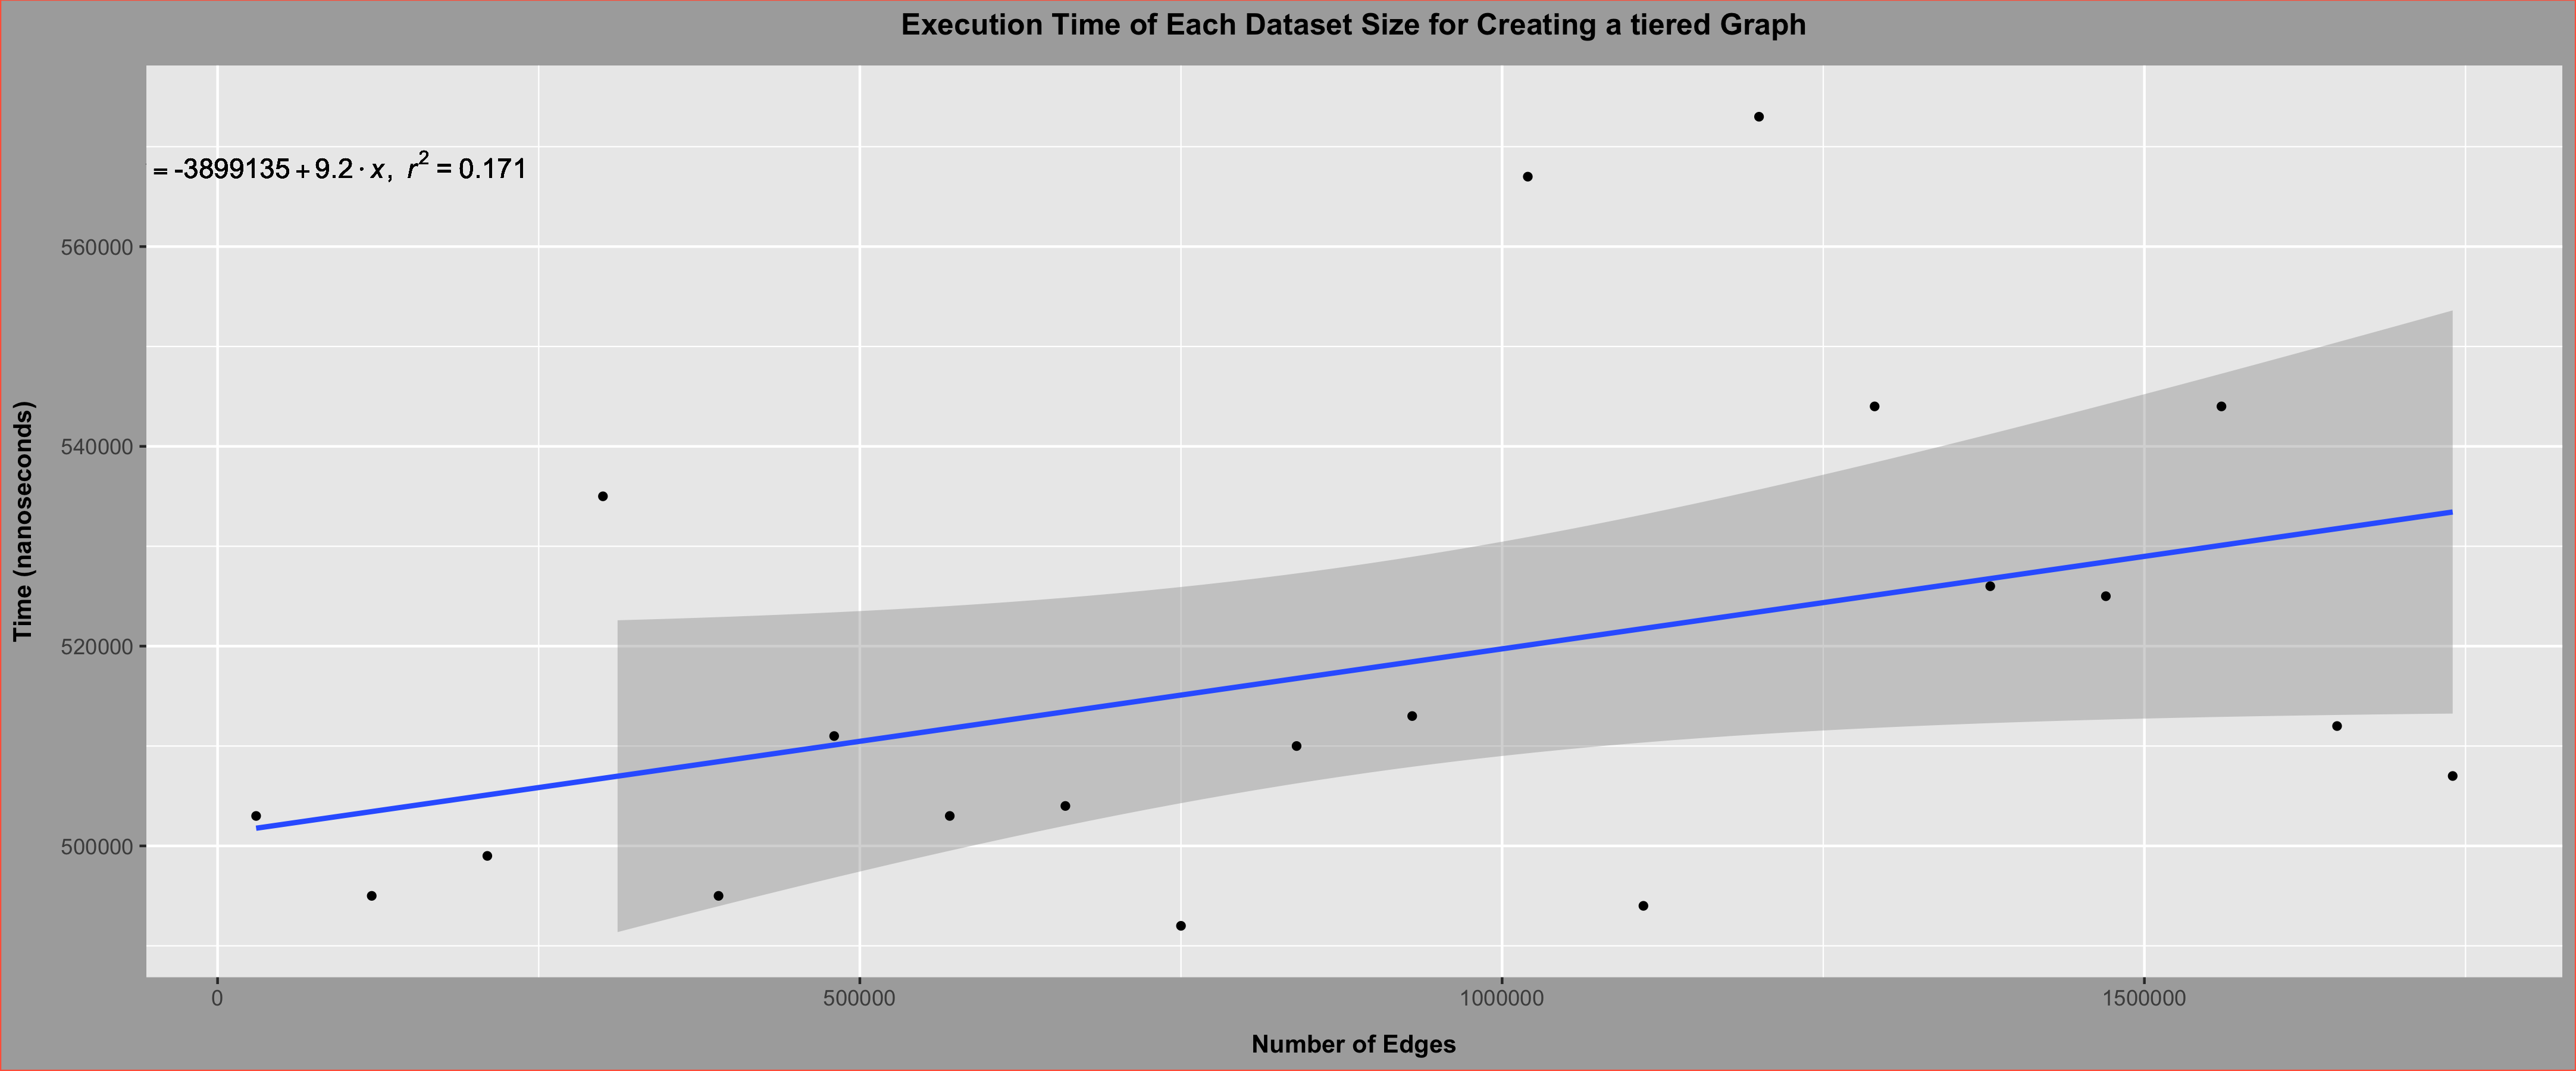 Execution Time of Each Dataset Size for Creating a tiered Graph
= -3899135 + 9.2 · x, r² = 0.171
560000
540000
520000
500000
Time (nanoseconds)
0 500000 1000000 1500000
Number of Edges